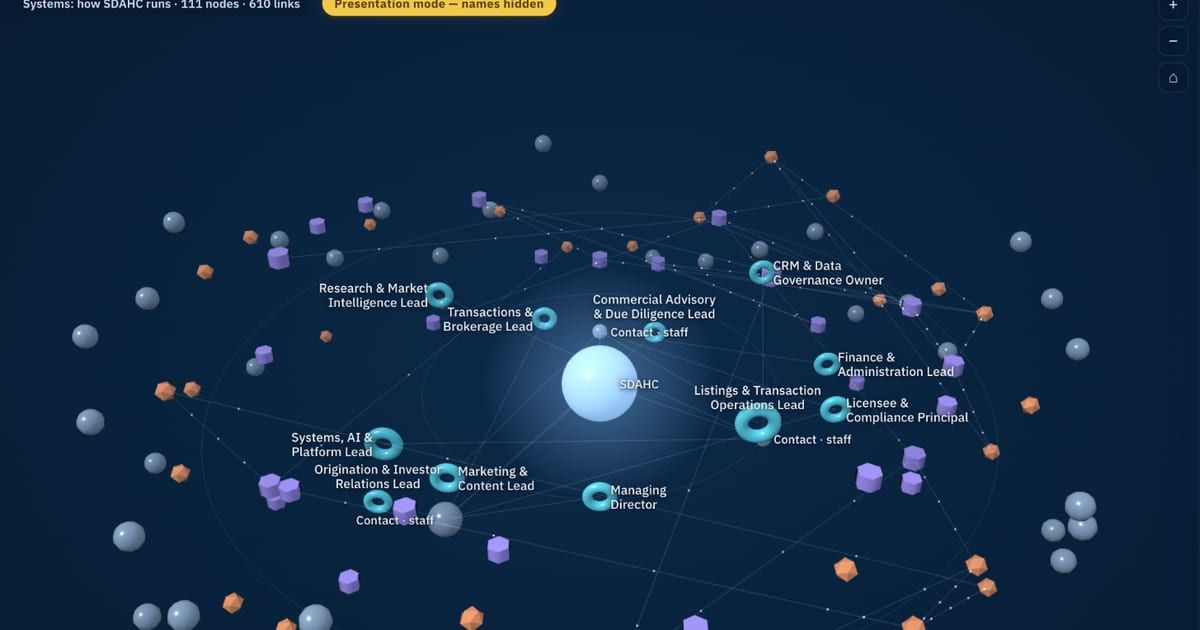 Systems: how SDAHC runs · 111 nodes · 610 links
Presentation mode — names hidden
+
−
⌂
CRM & Data
Governance Owner
Research & Market
Intelligence Lead
Transactions &
Brokerage Lead
Commercial Advisory
& Due Diligence Lead
Contact · staff
Finance &
Administration Lead
SDAHC
Listings & Transaction
Operations Lead
Licensee &
Compliance Principal
Contact · staff
Systems, AI &
Platform Lead
Origination & Investor
Relations Lead
Marketing &
Content Lead
Managing
Director
Contact · staff